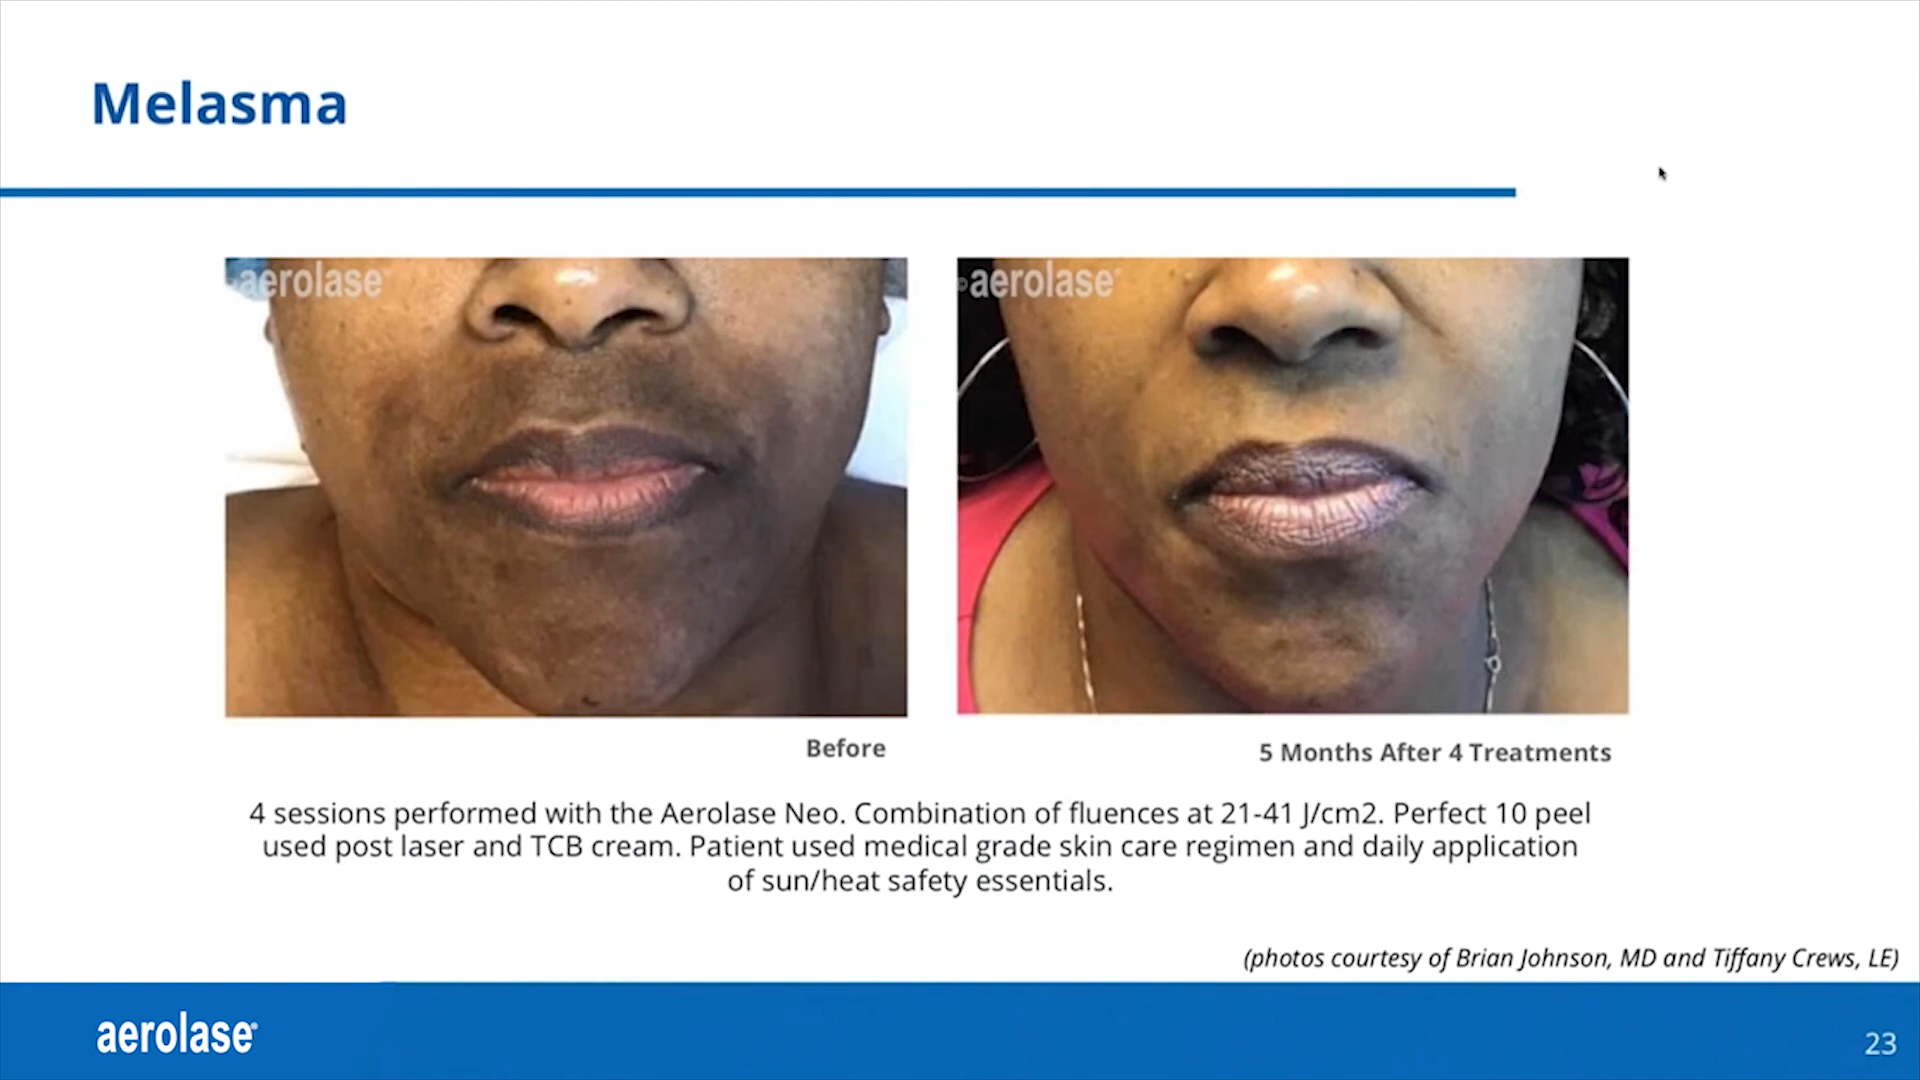 Melasma
aerolase
aerolase
Before
5 Months After 4 Treatments
4 sessions performed with the Aerolase Neo. Combination of fluences at 21-41 J/cm2. Perfect 10 peel
used post laser and TCB cream. Patient used medical grade skin care regimen and daily application
of sun/heat safety essentials.
(photos courtesy of Brian Johnson, MD and Tiffany Crews, LE)
aerolase
23